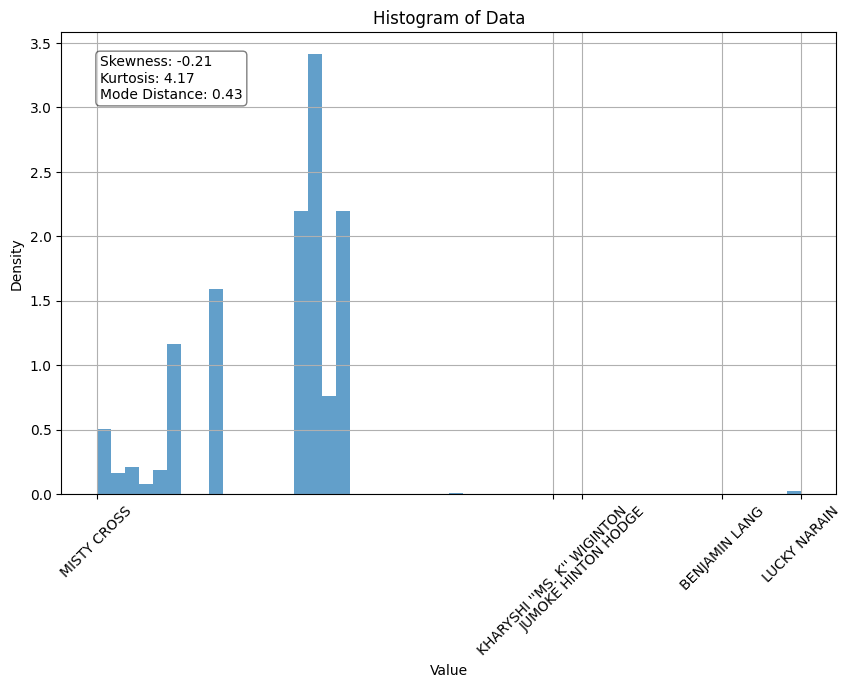 Histogram of Data
Skewness: -0.21
Kurtosis: 4.17
Mode Distance: 0.43
3.5
3.0
2.5
2.0
1.5
1.0
0.5
0.0
Density
MISTY CROSS
KHARYSHI "MS. K" WIGINTON
JUMOKE HINTON HODGE
BENJAMIN LANG
LUCKY NARAIN
Value